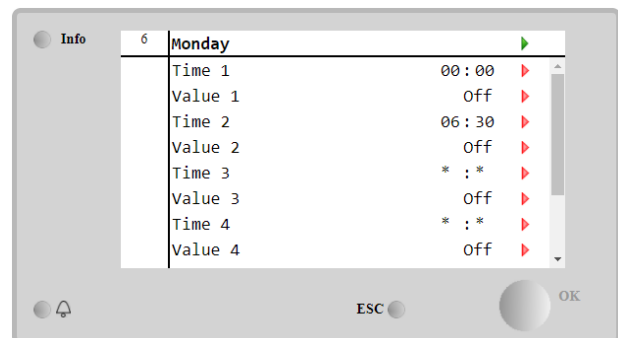 Info
6 Monday
Time 1 00:00
Value 1 Off
Time 2 06:30
Value 2 Off
Time 3 * :*
Value 3 Off
Time 4 * :*
Value 4 Off
ESC
OK